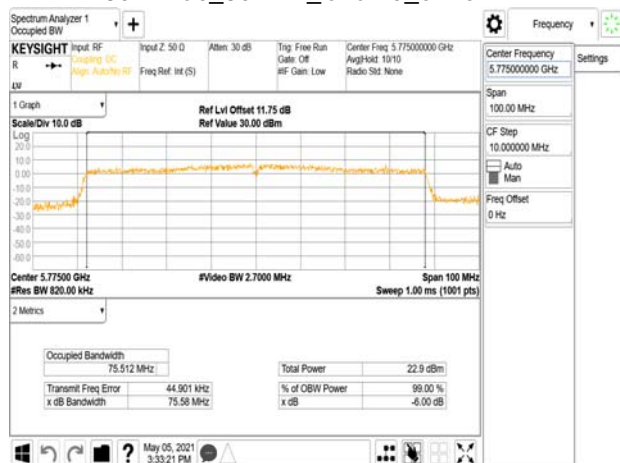 Spectrum Analyzer 1
Occupied BW
Frequency
KEYSIGHT
R
LV
Input: RF
Coupling: DC
Align: Auto/No RF
Input Z: 50 Ω
Freq Ref: Int (S)
Atten: 30 dB
Trig: Free Run
Gate: Off
#IF Gain: Low
Center Freq: 5.775000000 GHz
Avg|Hold: 10/10
Radio Std: None
Center Frequency
5.775000000 GHz
Settings
Span
100.00 MHz
CF Step
10.000000 MHz
Auto
Man
Freq Offset
0 Hz
1 Graph
Scale/Div 10.0 dB
Ref Lvl Offset 11.75 dB
Ref Value 30.00 dBm
Log
20.0
10.0
0.00
-10.0
-20.0
-30.0
-40.0
-50.0
-60.0
Center 5.77500 GHz
#Res BW 820.00 kHz
#Video BW 2.7000 MHz
Span 100 MHz
Sweep 1.00 ms (1001 pts)
2 Metrics
Occupied Bandwidth
75.512 MHz
Transmit Freq Error 44.901 kHz
x dB Bandwidth 75.58 MHz
Total Power 22.9 dBm
% of OBW Power 99.00 %
x dB -6.00 dB
?
May 05, 2021
3:33:21 PM